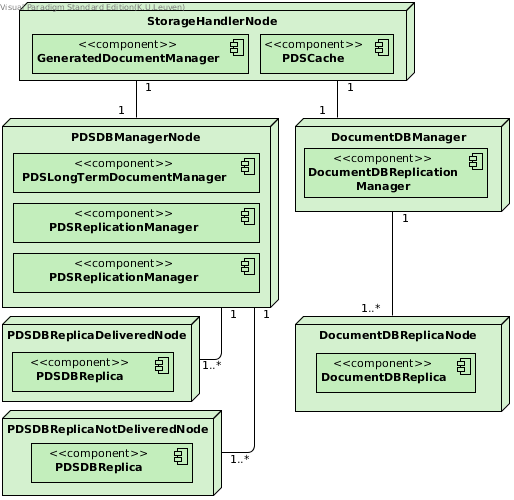 Visual Paradigm Standard Edition(K.U.Leuven)
StorageHandlerNode
<<component>>
GeneratedDocumentManager
<<component>>
PDSCache
1
1
1
1
PDSDBManagerNode
<<component>>
PDSLongTermDocumentManager
<<component>>
PDSReplicationManager
<<component>>
PDSReplicationManager
DocumentDBManager
<<component>>
DocumentDBReplication
Manager
1
1..*
1
1
PDSDBReplicaDeliveredNode
<<component>>
PDSDBReplica
1..*
DocumentDBReplicaNode
<<component>>
DocumentDBReplica
PDSDBReplicaNotDeliveredNode
<<component>>
PDSDBReplica
1..*